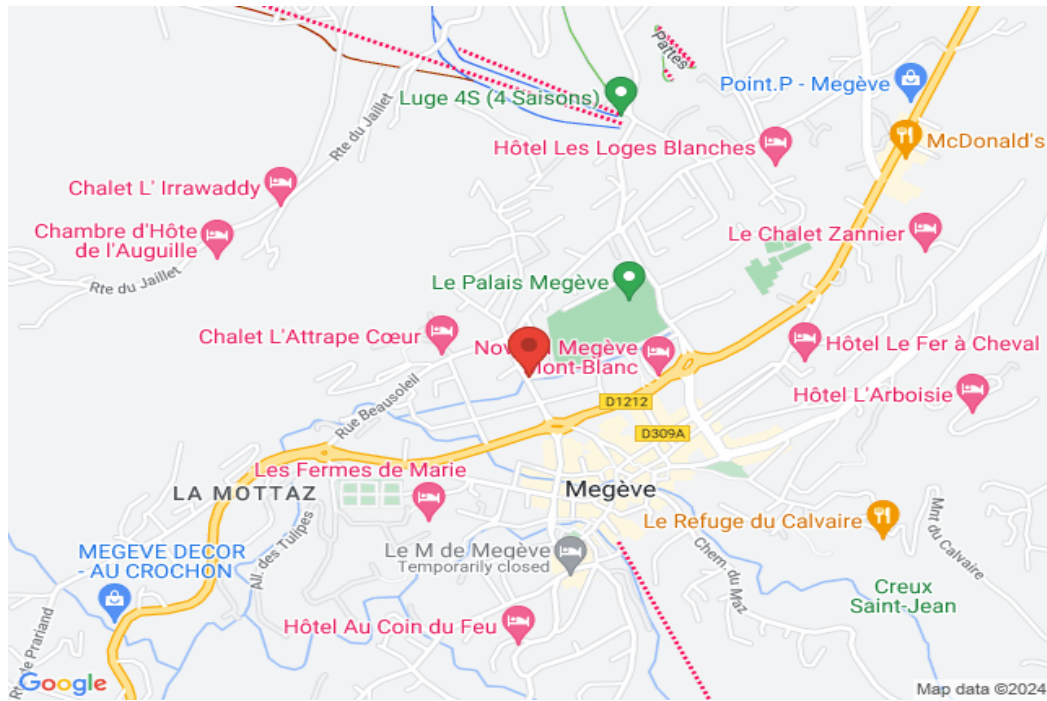 Pattes
Luge 4S (4 Saisons)
Point.P - Megève
McDonald's
Rte du Jaillet
Hôtel Les Loges Blanches
Chalet L' Irrawaddy
Chambre d'Hôte
de l'Auguille
Le Chalet Zannier
Rte du Jaillet
Le Palais Megève
Chalet L'Attrape Cœur
Megève
Mont-Blanc
Hôtel Le Fer à Cheval
Rue Beausoleil
D1212
Hôtel L'Arboisie
D309A
Les Fermes de Marie
LA MOTTAZ
Megève
Le Refuge du Calvaire
Mnt du Calvaire
All. des Tulipes
MEGEVE DECOR
- AU CROCHON
Le M de Megève
Temporarily closed
Chem. du Maz
Creux
Saint-Jean
Hôtel Au Coin du Feu
Rte de Prariand
Google
Map data ©2024